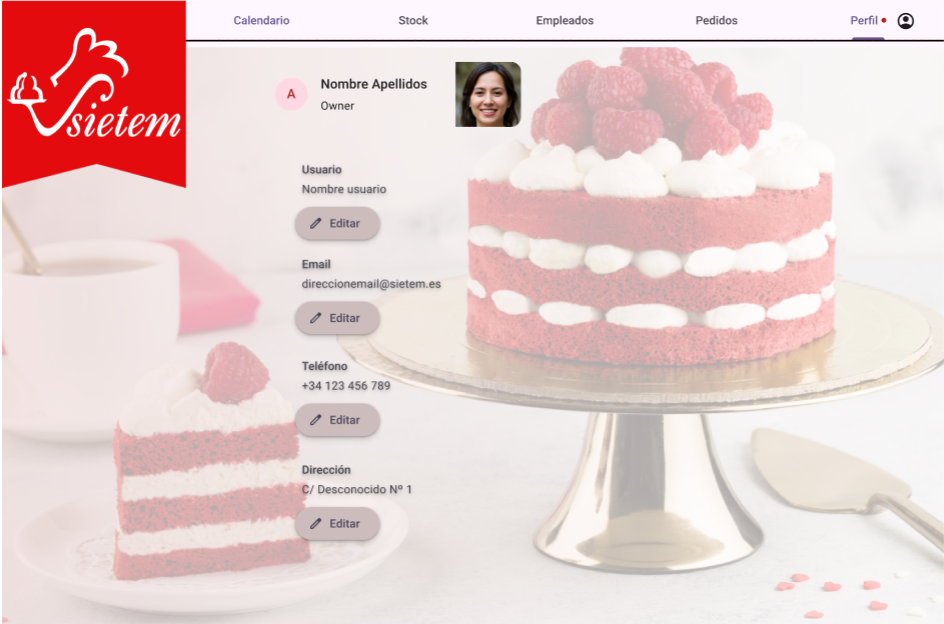 sietem
Calendario
Stock
Empleados
Pedidos
Perfil
A
Nombre Apellidos
Owner
Usuario
Nombre usuario
Editar
Email
direccionemail@sietem.es
Editar
Teléfono
+34 123 456 789
Editar
Dirección
C/ Desconocido Nº 1
Editar